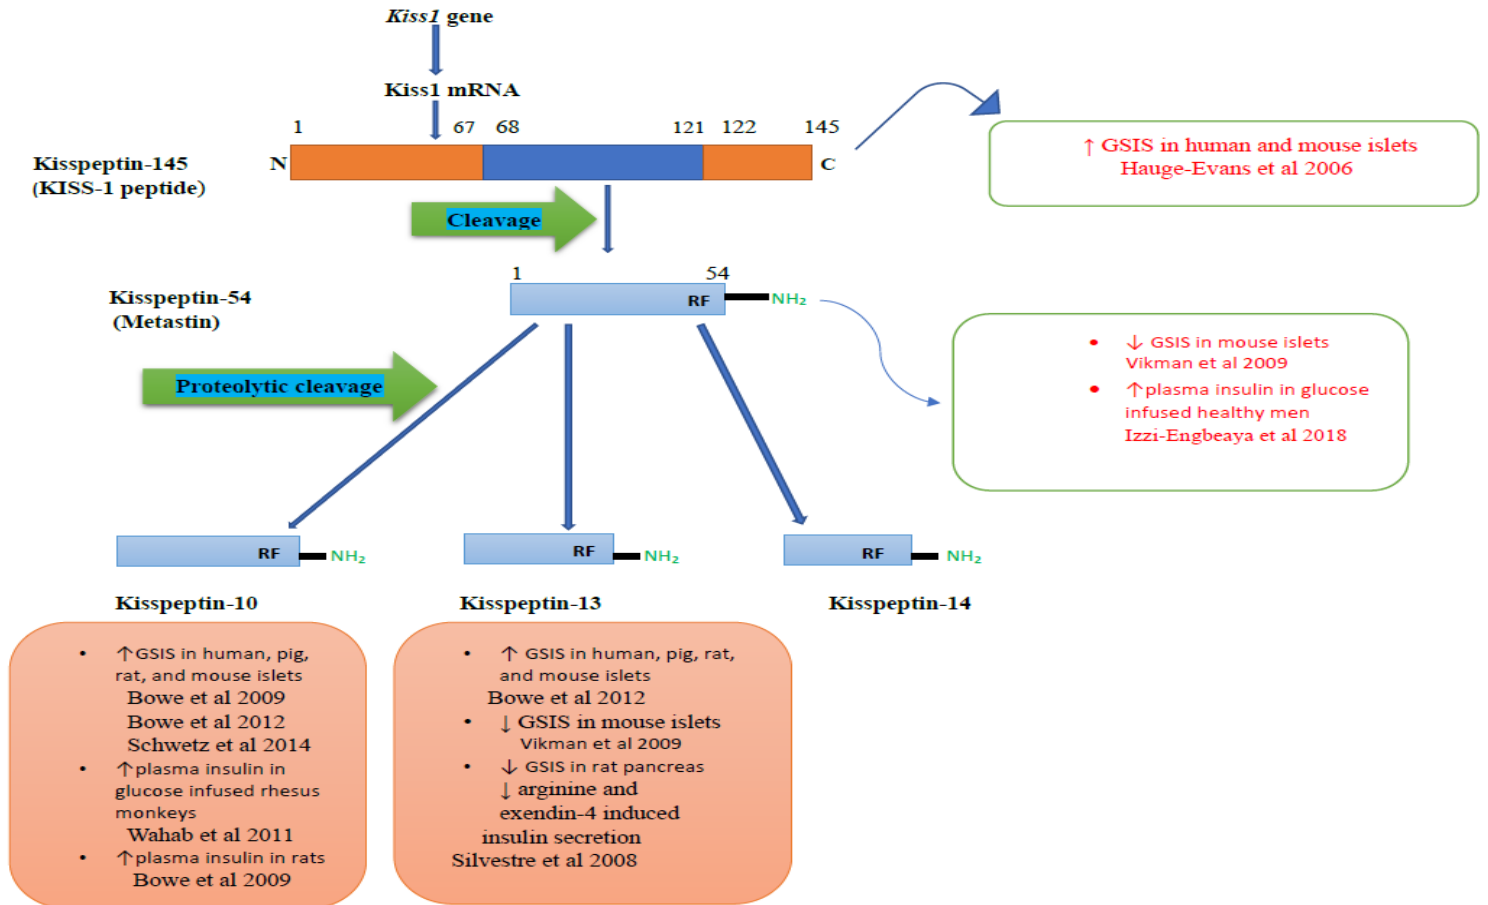 Kiss1 gene
Kiss1 mRNA
1 67 68 121 122 145
Kisspeptin-145
(KISS-1 peptide)
N
C
↑ GSIS in human and mouse islets
Hauge-Evans et al 2006
Cleavage
1 54
Kisspeptin-54
(Metastin)
RF
NH₂
• ↓ GSIS in mouse islets
Vikman et al 2009
• ↑plasma insulin in glucose
infused healthy men
Izzi-Engbeaya et al 2018
Proteolytic cleavage
RF NH₂
RF NH₂
RF NH₂
Kisspeptin-10
Kisspeptin-13
Kisspeptin-14
• ↑GSIS in human, pig,
rat, and mouse islets
Bowe et al 2009
Bowe et al 2012
Schwetz et al 2014
• ↑plasma insulin in
glucose infused rhesus
monkeys
Wahab et al 2011
• ↑plasma insulin in rats
Bowe et al 2009
• ↑ GSIS in human, pig, rat,
and mouse islets
Bowe et al 2012
• ↓ GSIS in mouse islets
Vikman et al 2009
• ↓ GSIS in rat pancreas
↓ arginine and
exendin-4 induced
insulin secretion
Silvestre et al 2008